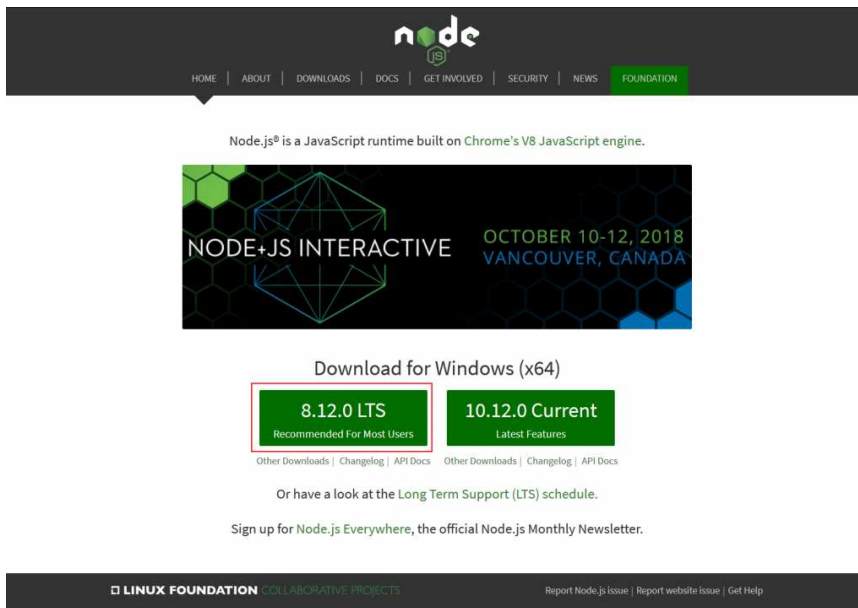 node
JS
HOME | ABOUT | DOWNLOADS | DOCS | GET INVOLVED | SECURITY | NEWS | FOUNDATION
Node.js® is a JavaScript runtime built on Chrome's V8 JavaScript engine.
NODE+JS INTERACTIVE
OCTOBER 10-12, 2018
VANCOUVER, CANADA
Download for Windows (x64)
8.12.0 LTS
Recommended For Most Users
10.12.0 Current
Latest Features
Other Downloads | Changelog | API Docs
Other Downloads | Changelog | API Docs
Or have a look at the Long Term Support (LTS) schedule.
Sign up for Node.js Everywhere, the official Node.js Monthly Newsletter.
LINUX FOUNDATION COLLABORATIVE PROJECTS
Report Node.js issue | Report website issue | Get Help